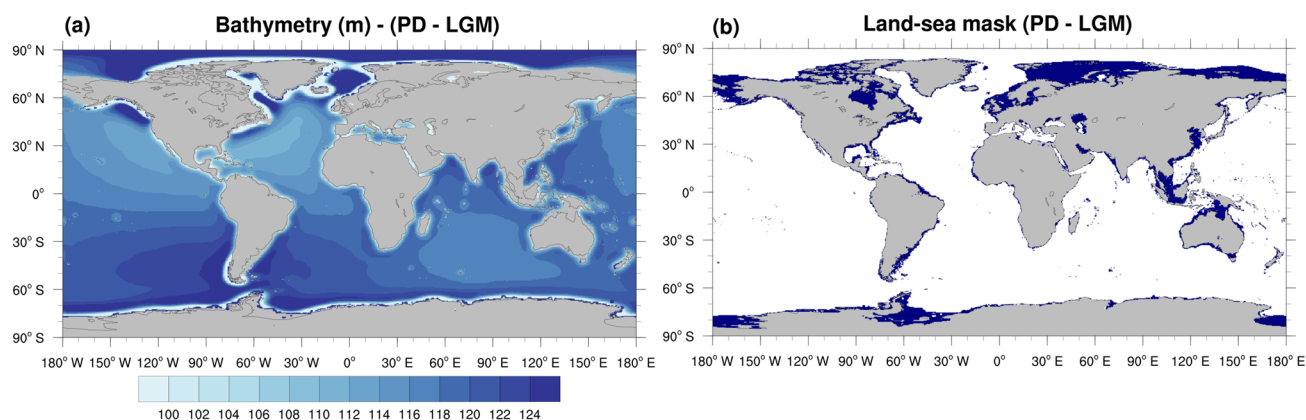 (a) Bathymetry (m) - (PD - LGM)
90° N
60° N
30° N
0°
30° S
60° S
90° S
180° W 150° W 120° W 90° W 60° W 30° W 0° 30° E 60° E 90° E 120° E 150° E 180° E
100 102 104 106 108 110 112 114 116 118 120 122 124
(b) Land-sea mask (PD - LGM)
90° N
60° N
30° N
0°
30° S
60° S
90° S
180° W 150° W 120° W 90° W 60° W 30° W 0° 30° E 60° E 90° E 120° E 150° E 180° E